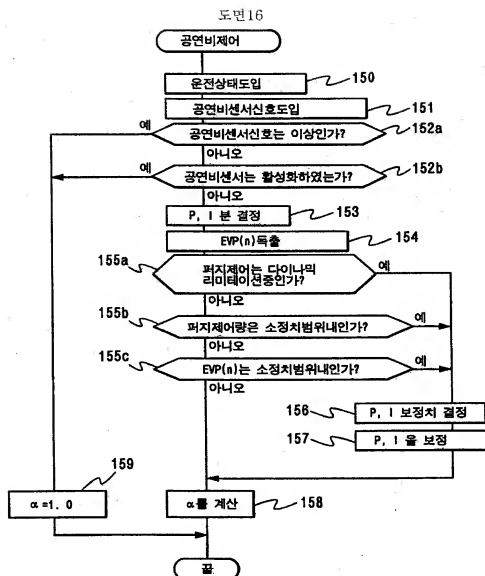 도면16
공연비제어
운전상태도입
150
공연비센서신호도입
151
예
공연비센서신호는 이상인가?
152a
아니오
예
공연비센서는 활성화하였는가?
152b
아니오
P, I 분 결정
153
EVP(n)독출
154
155a
퍼지제어는 다이나믹
리미테이션중인가?
예
아니오
155b
퍼지제어량은 소정치범위내인가?
예
아니오
155c
EVP(n)는 소정치범위내인가?
예
아니오
156
P, I 보정치 결정
157
P, I 을 보정
159
α=1. 0
α를 계산
158
끝